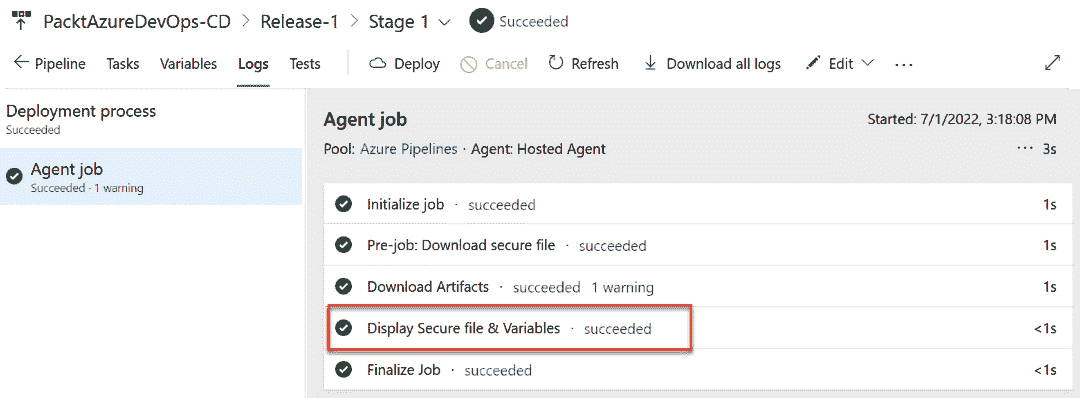 PacktAzureDevOps-CD > Release-1 > Stage 1 Succeeded
Pipeline Tasks Variables Logs Tests Deploy Cancel Refresh Download all logs Edit ...
Deployment process
Succeeded
Agent job
Succeeded · 1 warning
Agent job Started: 7/1/2022, 3:18:08 PM
Pool: Azure Pipelines · Agent: Hosted Agent ... 3s
Initialize job · succeeded 1s
Pre-job: Download secure file · succeeded 1s
Download Artifacts · succeeded 1 warning 1s
Display Secure file & Variables · succeeded <1s
Finalize Job · succeeded <1s